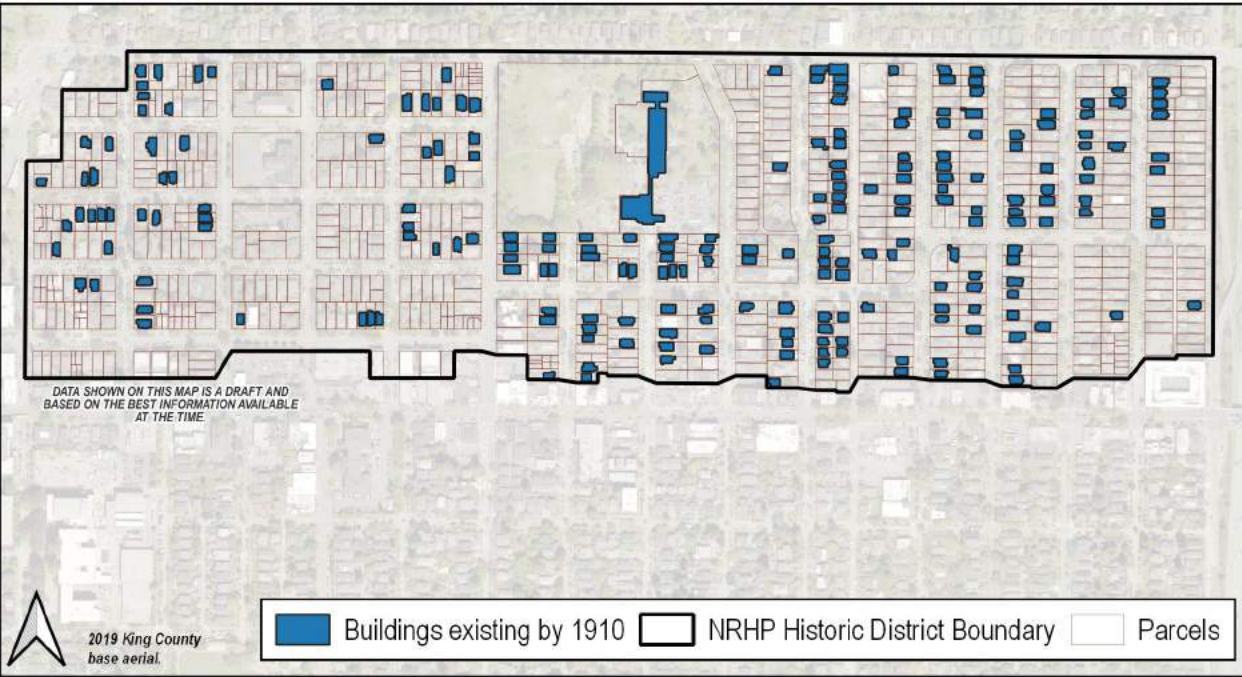 DATA SHOWN ON THIS MAP IS A DRAFT AND
BASED ON THE BEST INFORMATION AVAILABLE
AT THE TIME.
2019 King County
base aerial.
Buildings existing by 1910
NRHP Historic District Boundary
Parcels